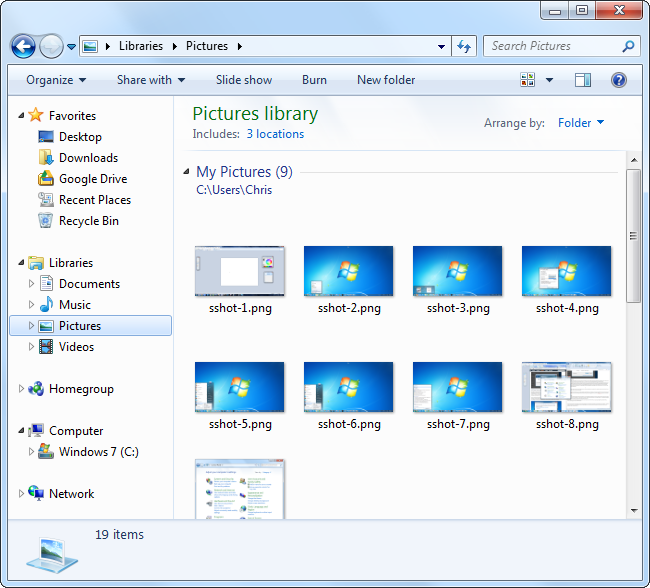 Libraries Pictures
Search Pictures
Organize Share with Slide show Burn New folder
Favorites
Desktop
Downloads
Google Drive
Recent Places
Recycle Bin
Libraries
Documents
Music
Pictures
Videos
Homegroup
Computer
Windows 7 (C:)
Network
Pictures library
Includes: 3 locations
Arrange by: Folder
My Pictures (9)
C:\Users\Chris
sshot-1.png sshot-2.png sshot-3.png sshot-4.png
sshot-5.png sshot-6.png sshot-7.png sshot-8.png
19 items